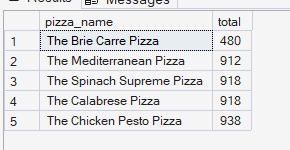 Results Messages
pizza_name total
1 The Brie Carre Pizza 480
2 The Mediterranean Pizza 912
3 The Spinach Supreme Pizza 918
4 The Calabrese Pizza 918
5 The Chicken Pesto Pizza 938